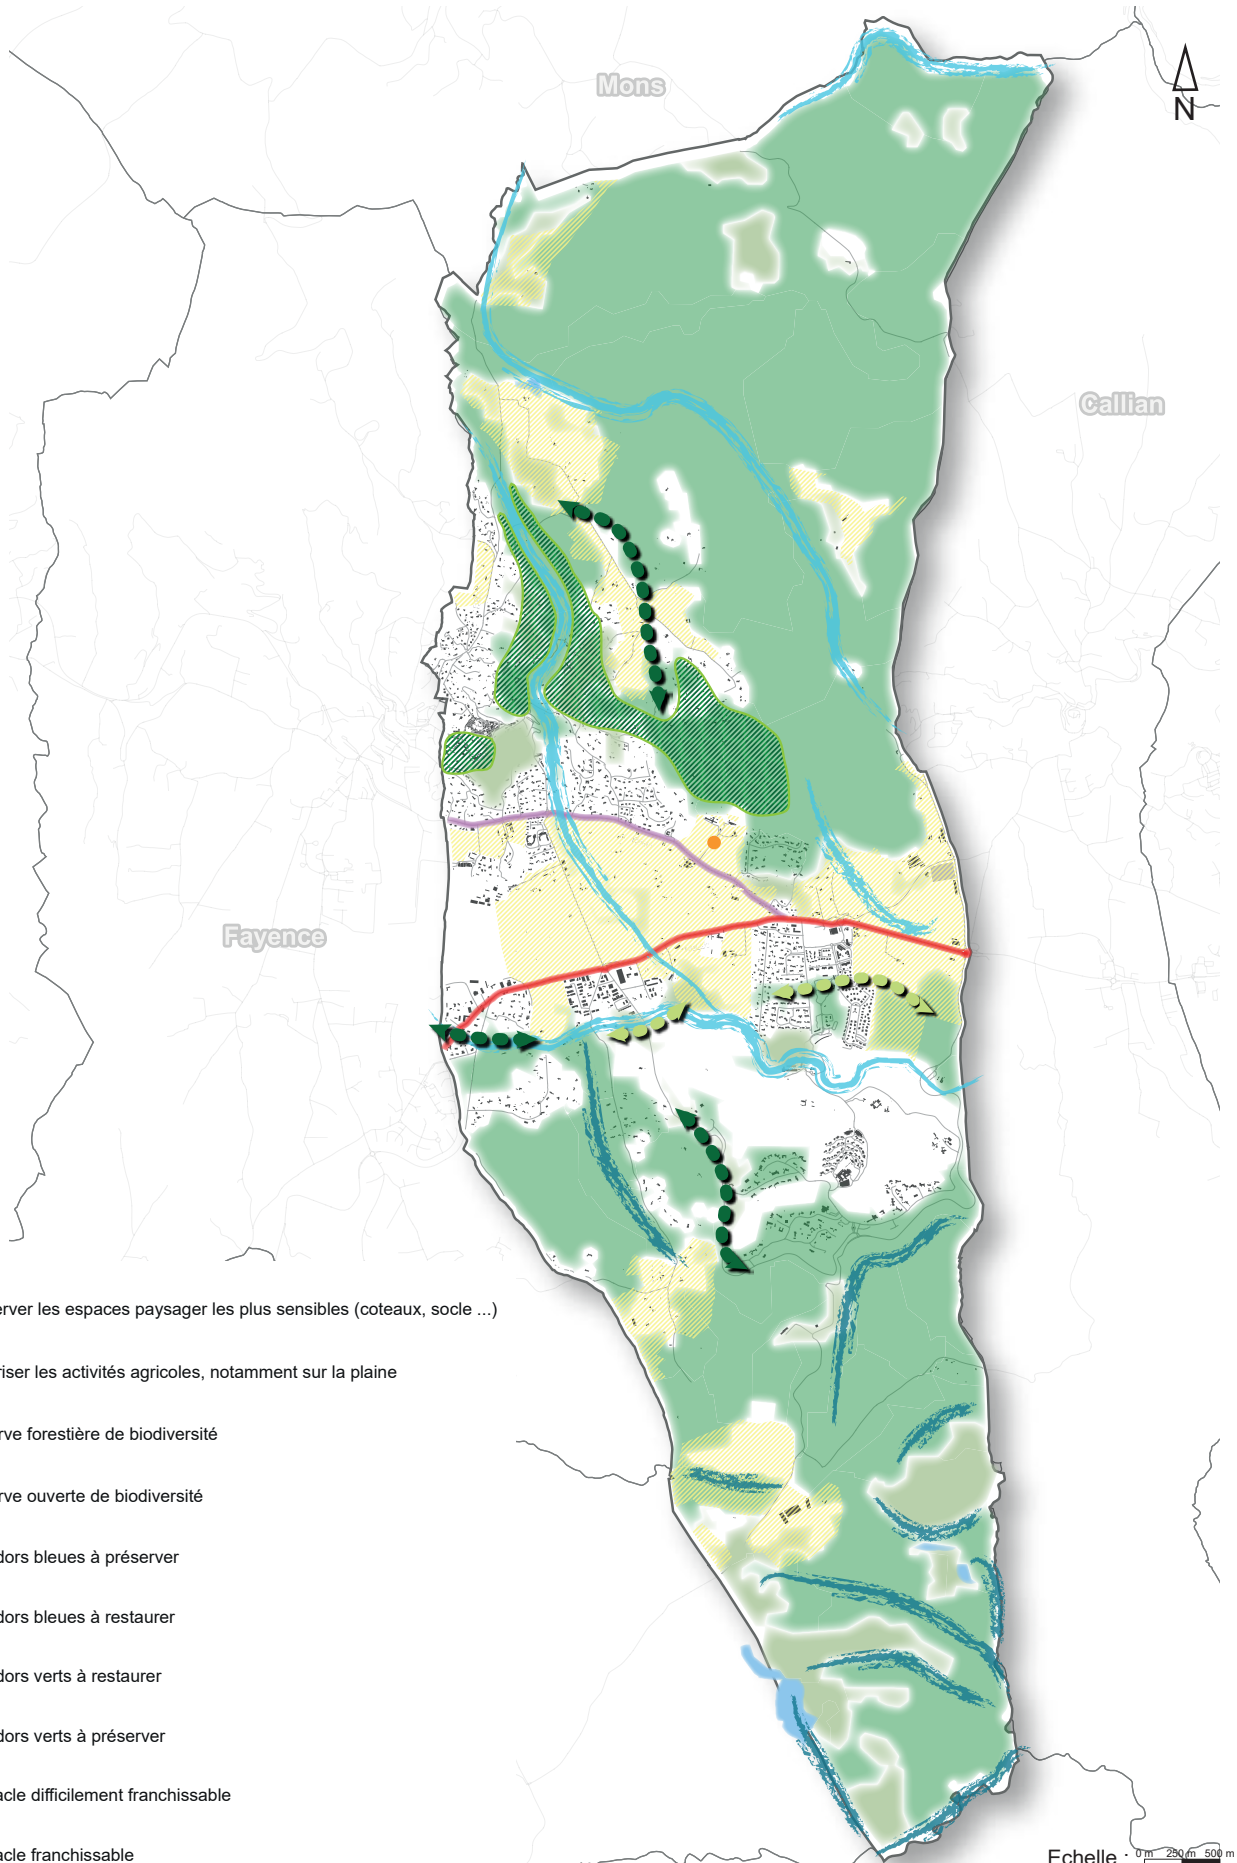 Mons
N
Callian
Fayence
erver les espaces paysager les plus sensibles (coteaux, socle ...)
riser les activités agricoles, notamment sur la plaine
rve forestière de biodiversité
rve ouverte de biodiversité
dors bleues à préserver
dors bleues à restaurer
dors verts à restaurer
dors verts à préserver
acle difficilement franchissable
acle franchissable
Echelle : 0 m 250 m 500 m